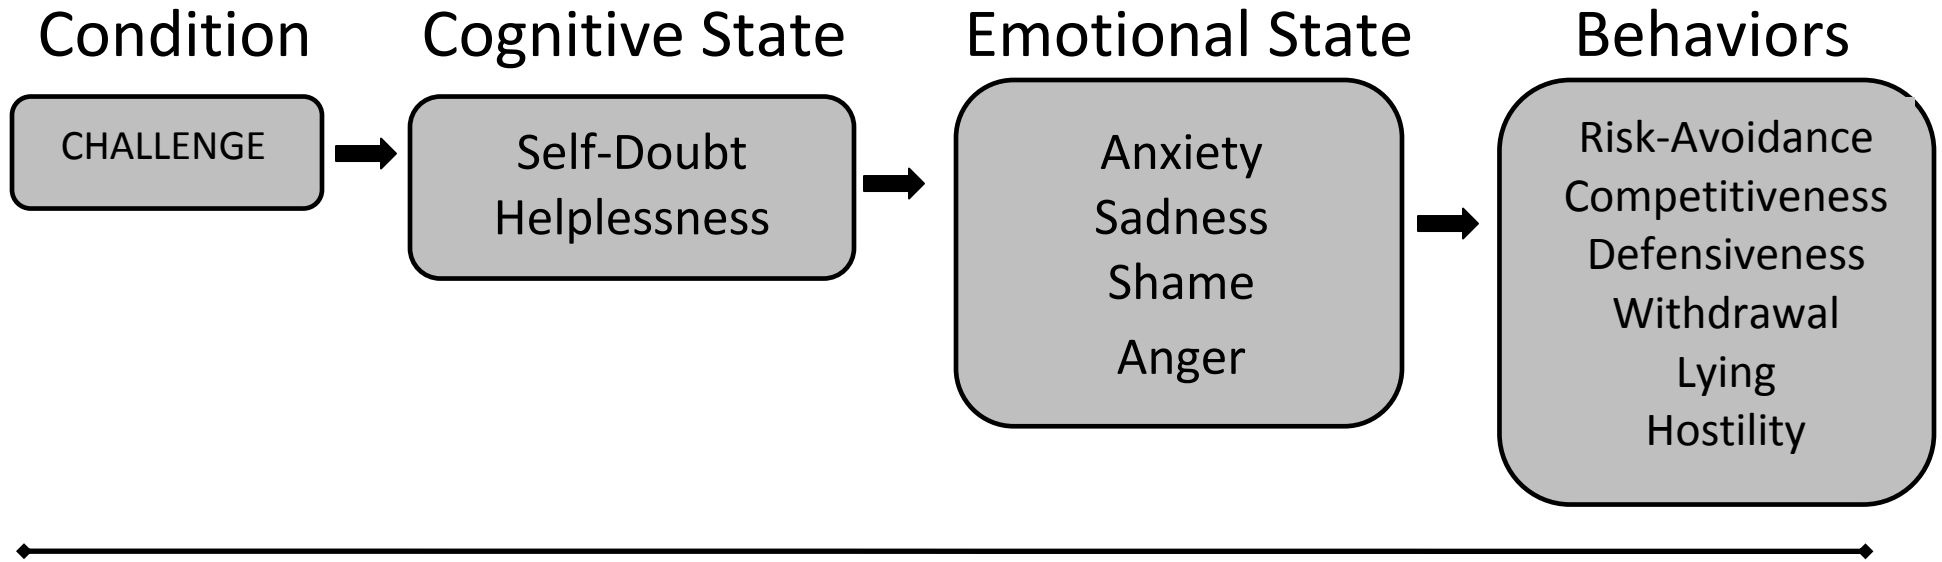 Condition
Cognitive State
Emotional State
Behaviors
CHALLENGE
Self-Doubt
Helplessness
Anxiety
Sadness
Shame
Anger
Risk-Avoidance
Competitiveness
Defensiveness
Withdrawal
Lying
Hostility